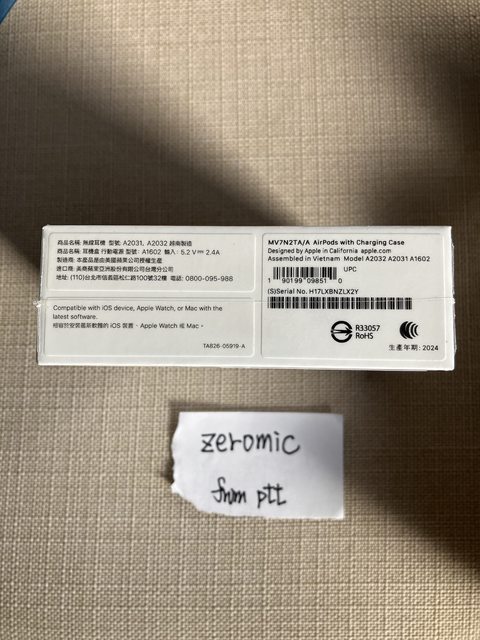 商品名稱: 無線耳機 型號: A2031, A2032 越南製造
商品名稱: 耳機盒 行動電源 型號: A1602 輸入: 5.2 V⎓ 2.4A
製造商: 本產品是由美國蘋果公司授權生產
進口商: 美商蘋果亞洲股份有限公司台灣分公司
地址: (110)台北市信義區松仁路100號33樓 電話: 0800-095-988
Compatible with iOS device, Apple Watch, or Mac with the
latest software.
相容於安裝最新軟體的 iOS 裝置、Apple Watch 或 Mac。
TA826-05919-A
MV7N2TA/A AirPods with Charging Case
Designed by Apple in California apple.com
Assembled in Vietnam Model A2032 A2031 A1602
UPC
1 90199 09851 0
(S)Serial No. H17LXBNZLX2Y
R33057
RoHS
生產年期: 2024
zeromic
from ptt